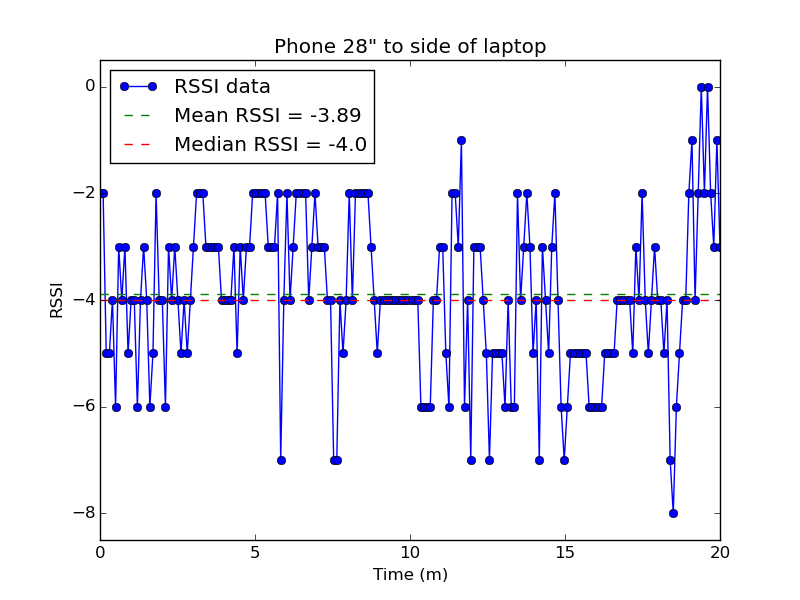 Phone 28" to side of laptop
RSSI data
Mean RSSI = -3.89
Median RSSI = -4.0
0
−2
−4
−6
−8
RSSI
0 5 10 15 20
Time (m)